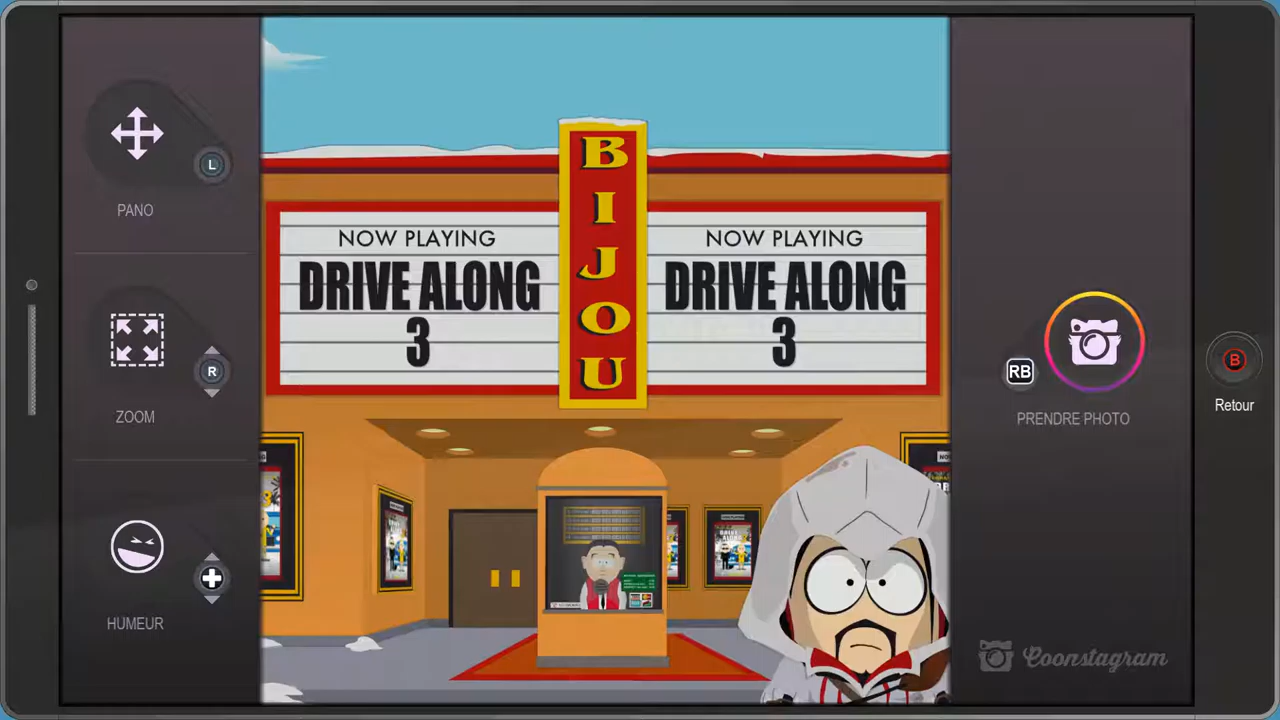 PANO
L
ZOOM
R
HUMEUR
BIJOU
NOW PLAYING
DRIVE ALONG
3
NOW PLAYING
DRIVE ALONG
3
RB
PRENDRE PHOTO
B
Retour
Coonstagram